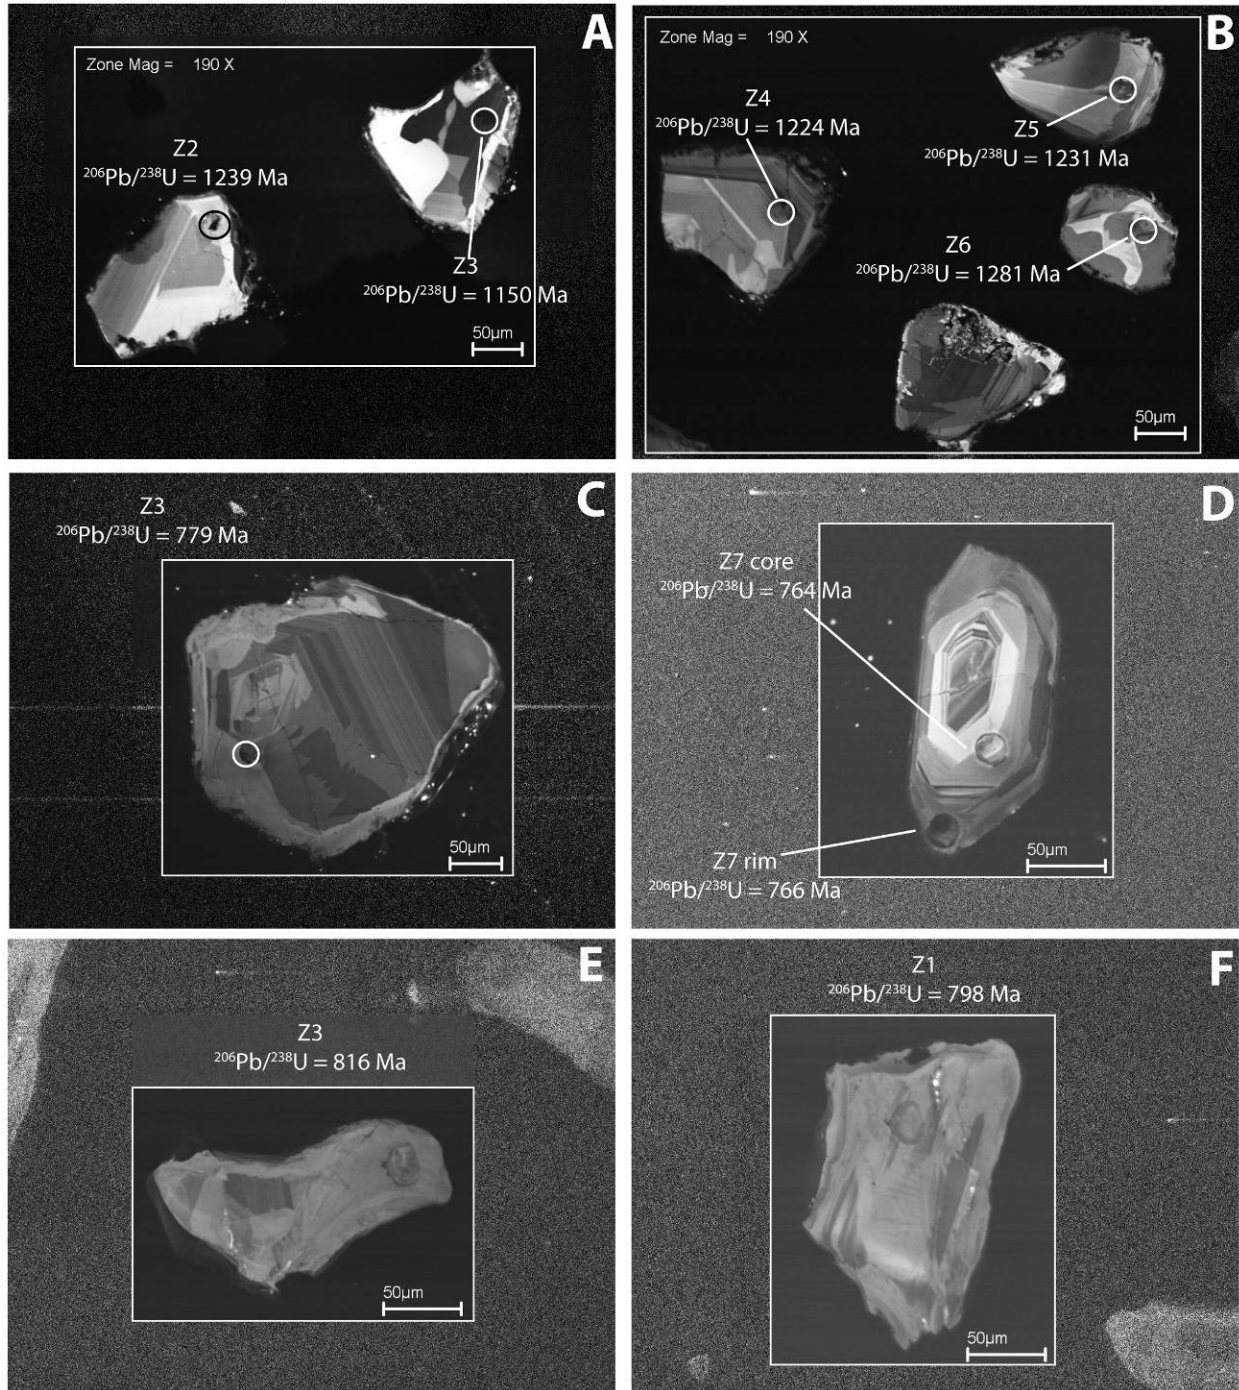 A
Zone Mag = 190 X
Z2
²⁰⁶Pb/²³⁸U = 1239 Ma
Z3
²⁰⁶Pb/²³⁸U = 1150 Ma
50µm
B
Zone Mag = 190 X
Z4
²⁰⁶Pb/²³⁸U = 1224 Ma
Z5
²⁰⁶Pb/²³⁸U = 1231 Ma
Z6
²⁰⁶Pb/²³⁸U = 1281 Ma
50µm
C
Z3
²⁰⁶Pb/²³⁸U = 779 Ma
50µm
D
Z7 core
²⁰⁶Pb/²³⁸U = 764 Ma
50µm
Z7 rim
²⁰⁶Pb/²³⁸U = 766 Ma
E
Z3
²⁰⁶Pb/²³⁸U = 816 Ma
50µm
F
Z1
²⁰⁶Pb/²³⁸U = 798 Ma
50µm